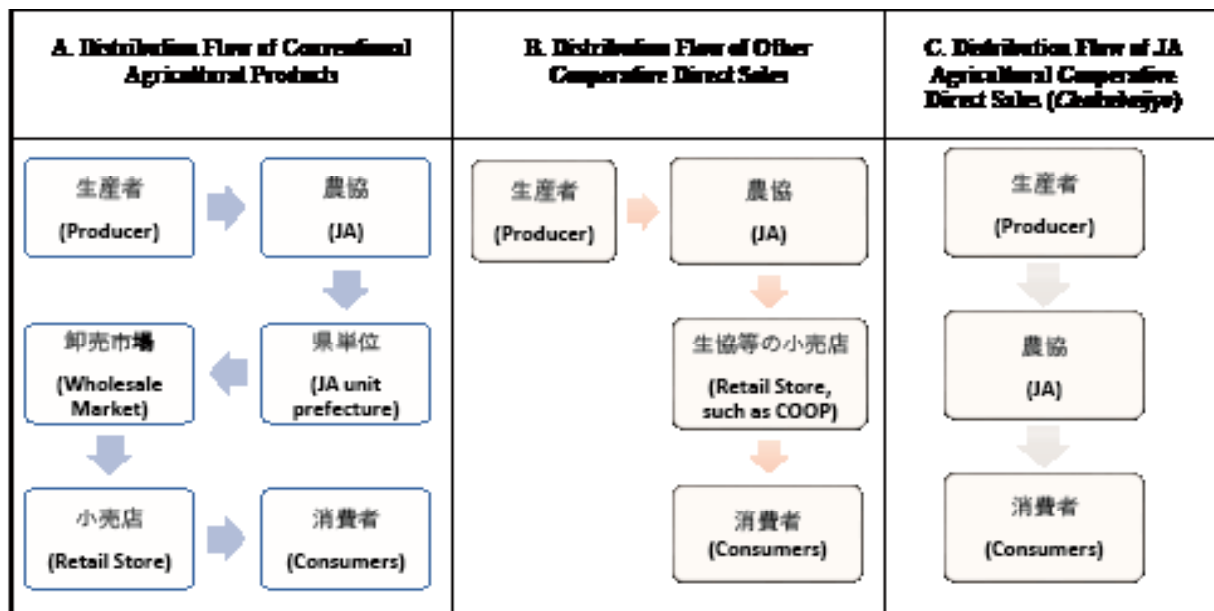 A. Distribution Flow of Conventional
Agricultural Products
B. Distribution Flow of Other
Cooperative Direct Sales
C. Distribution Flow of JA
Agricultural Cooperative
Direct Sales
生産者
(Producer)
農協
(JA)
県単位
(JA unit
prefecture)
卸売市場
(Wholesale
Market)
小売店
(Retail Store)
消費者
(Consumers)
生産者
(Producer)
農協
(JA)
生協等の小売店
(Retail Store,
such as COOP)
消費者
(Consumers)
生産者
(Producer)
農協
(JA)
消費者
(Consumers)